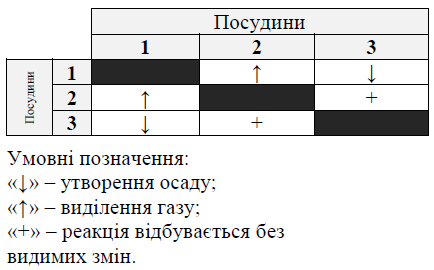 Посудини
1 2 3
Посудини
1 ↑ ↓
2 ↑ +
3 ↓ +
Умовні позначення:
«↓» – утворення осаду;
«↑» – виділення газу;
«+» – реакція відбувається без
видимих змін.